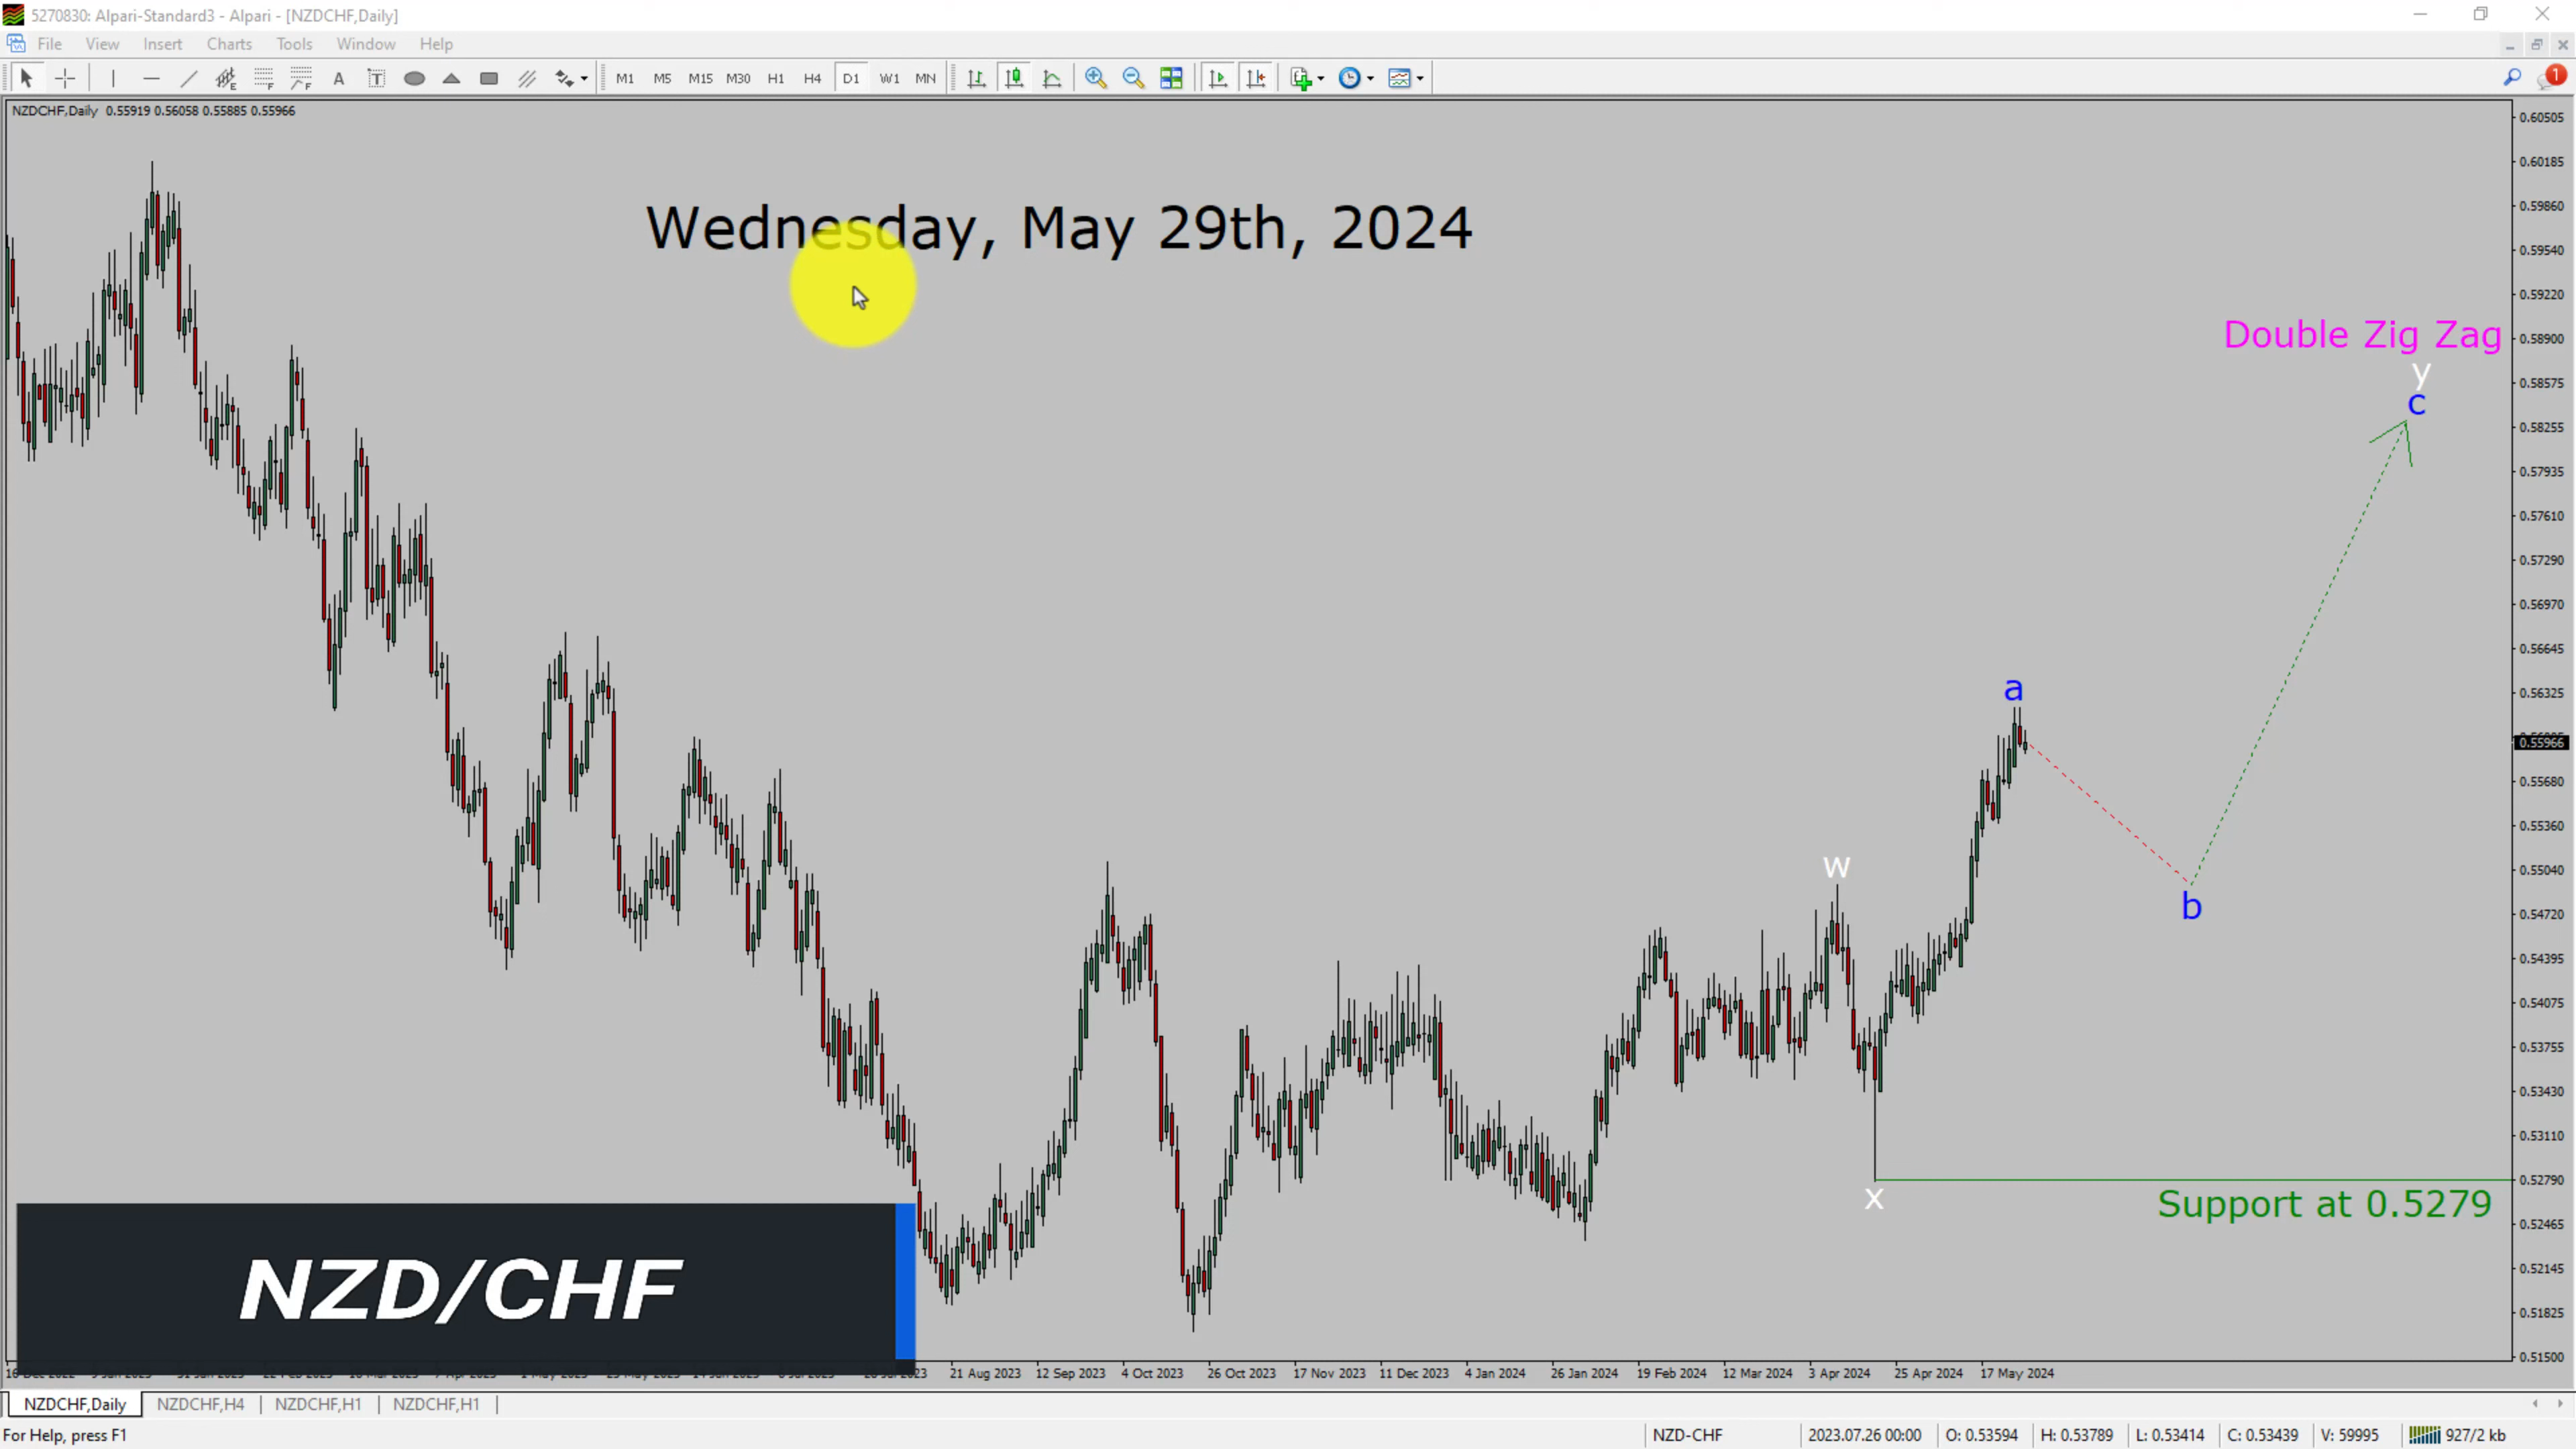 5270830: Alpari-Standard3 - Alpari - [NZDCHF,Daily]
File View Insert Charts Tools Window Help
A T M1 M5 M15 M30 H1 H4 D1 W1 MN 1
NZDCHF,Daily 0.55919 0.56058 0.55885 0.55966
0.60505
0.60185
0.59860
Wednesday, May 29th, 2024
0.59540
0.59220
Double Zig Zag
0.58900
y
0.58575
c
0.58255
0.57935
0.57610
0.57290
0.56970
0.56645
a
0.56325
0.55966
0.55680
0.55360
w
0.55040
b
0.54720
0.54395
0.54075
0.53755
0.53430
0.53110
0.52790
x
Support at 0.5279
0.52465
NZD/CHF
0.52145
0.51825
0.51500
21 Aug 2023 12 Sep 2023 4 Oct 2023 26 Oct 2023 17 Nov 2023 11 Dec 2023 4 Jan 2024 26 Jan 2024 19 Feb 2024 12 Mar 2024 3 Apr 2024 25 Apr 2024 17 May 2024
NZDCHF,Daily NZDCHF,H4 NZDCHF,H1 NZDCHF,H1
For Help, press F1 NZD-CHF 2023.07.26 00:00 O: 0.53594 H: 0.53789 L: 0.53414 C: 0.53439 V: 59995 927/2 kb